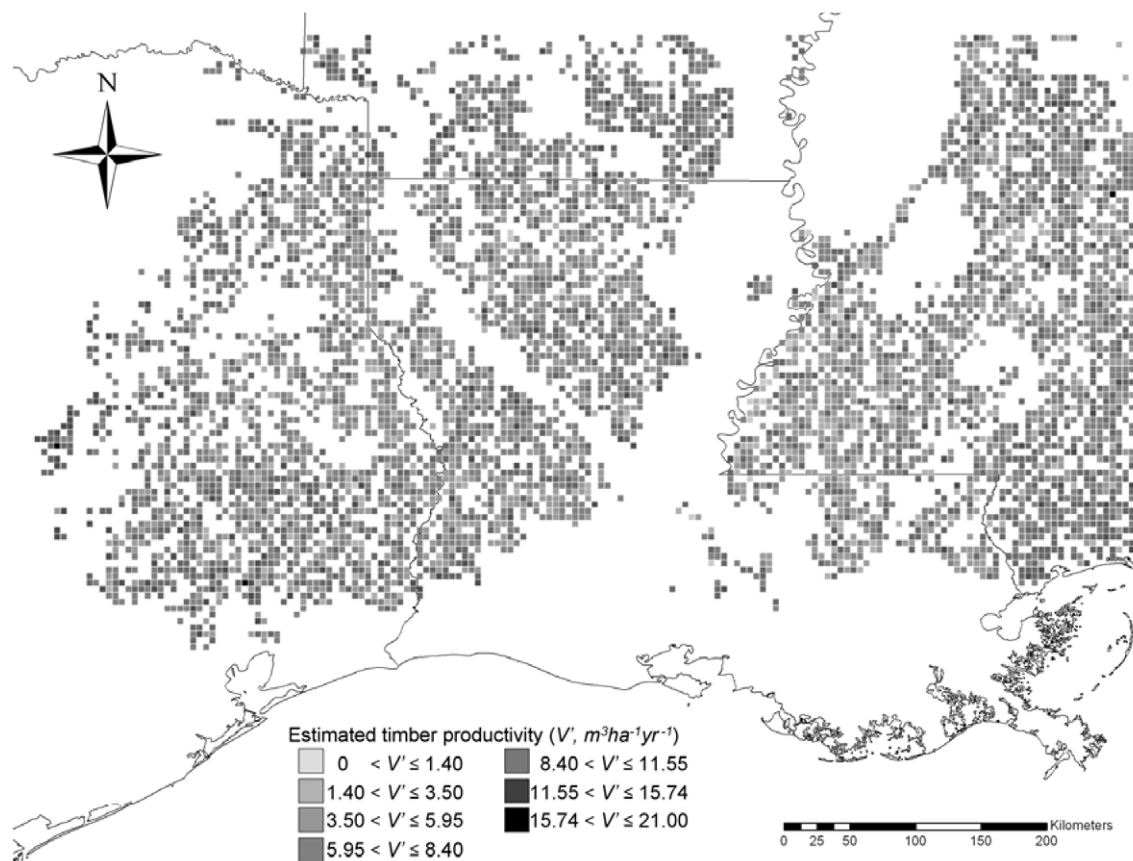 N
Estimated timber productivity (V', m³ha⁻¹yr⁻¹)
0 < V' ≤ 1.40
1.40 < V' ≤ 3.50
3.50 < V' ≤ 5.95
5.95 < V' ≤ 8.40
8.40 < V' ≤ 11.55
11.55 < V' ≤ 15.74
15.74 < V' ≤ 21.00
Kilometers
0 25 50 100 150 200